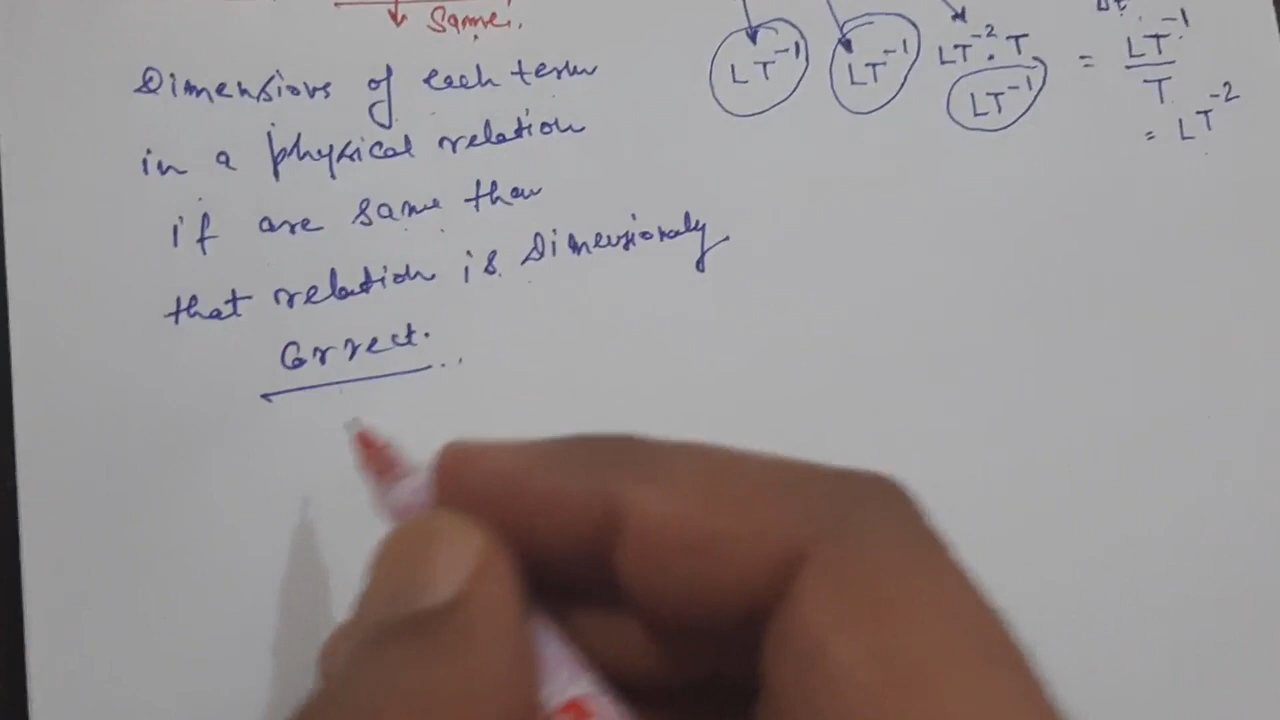 Same.
Dimensions of each term
in a physical relation
if are same then
that relation is Dimensionaly
Correct.
LT⁻¹ LT⁻¹ LT⁻².T = LT⁻¹
LT⁻¹ T
= LT⁻²